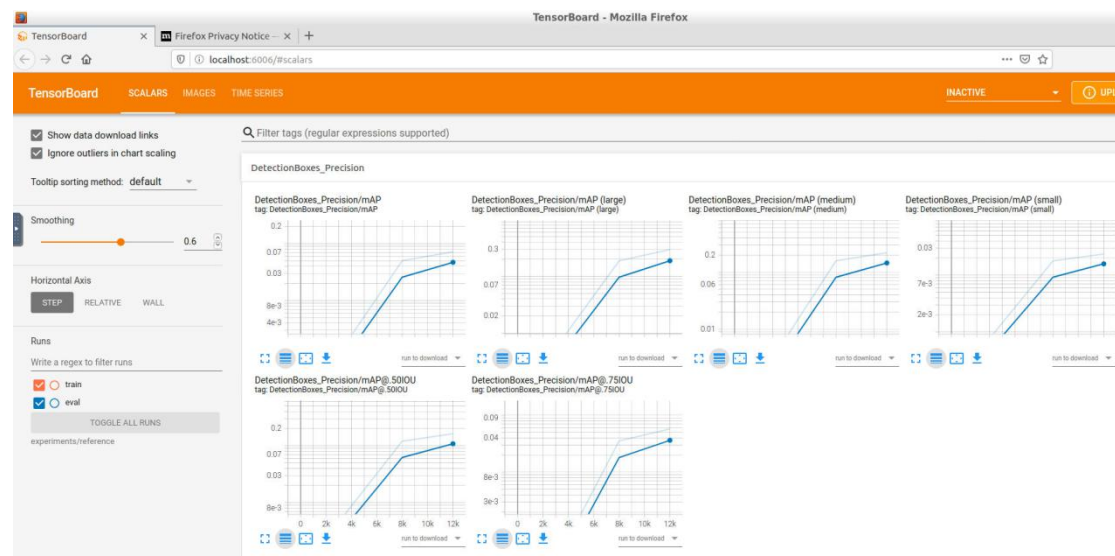 TensorBoard - Mozilla Firefox
TensorBoard
Firefox Privacy Notice —
localhost:6006/#scalars
TensorBoard
SCALARS
IMAGES
TIME SERIES
INACTIVE
UPL
Show data download links
Ignore outliers in chart scaling
Tooltip sorting method: default
Smoothing
0.6
Horizontal Axis
STEP
RELATIVE
WALL
Runs
Write a regex to filter runs
train
eval
TOGGLE ALL RUNS
experiments/reference
Filter tags (regular expressions supported)
DetectionBoxes_Precision
DetectionBoxes_Precision/mAP
tag: DetectionBoxes_Precision/mAP
0.2
0.07
0.03
8e-3
4e-3
run to download
DetectionBoxes_Precision/mAP (large)
tag: DetectionBoxes_Precision/mAP (large)
0.3
0.07
0.02
run to download
DetectionBoxes_Precision/mAP (medium)
tag: DetectionBoxes_Precision/mAP (medium)
0.2
0.06
0.01
run to download
DetectionBoxes_Precision/mAP (small)
tag: DetectionBoxes_Precision/mAP (small)
0.03
7e-3
2e-3
run to download
DetectionBoxes_Precision/mAP@.50IOU
tag: DetectionBoxes_Precision/mAP@.50IOU
0.2
0.07
0.03
8e-3
0 2k 4k 6k 8k 10k 12k
run to download
DetectionBoxes_Precision/mAP@.75IOU
tag: DetectionBoxes_Precision/mAP@.75IOU
0.09
0.04
8e-3
3e-3
0 2k 4k 6k 8k 10k 12k
run to download